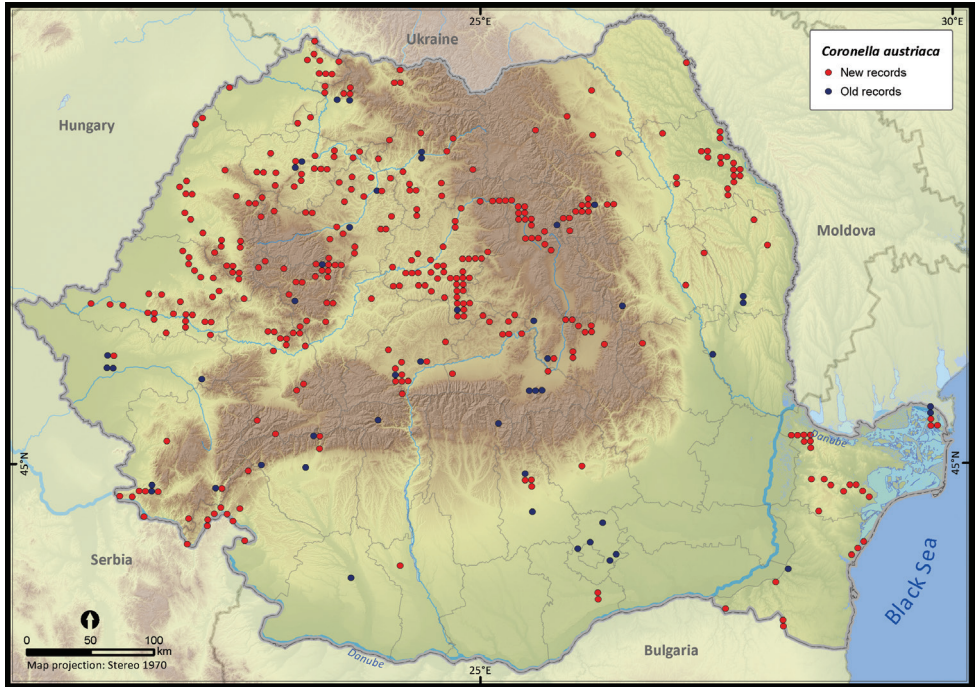 25°E
30°E
Ukraine
Coronella austriaca
New records
Old records
Hungary
Moldova
Danube
45°N
45°N
Serbia
Black Sea
0 50 100
km
Map projection: Stereo 1970
Danube
25°E
Bulgaria